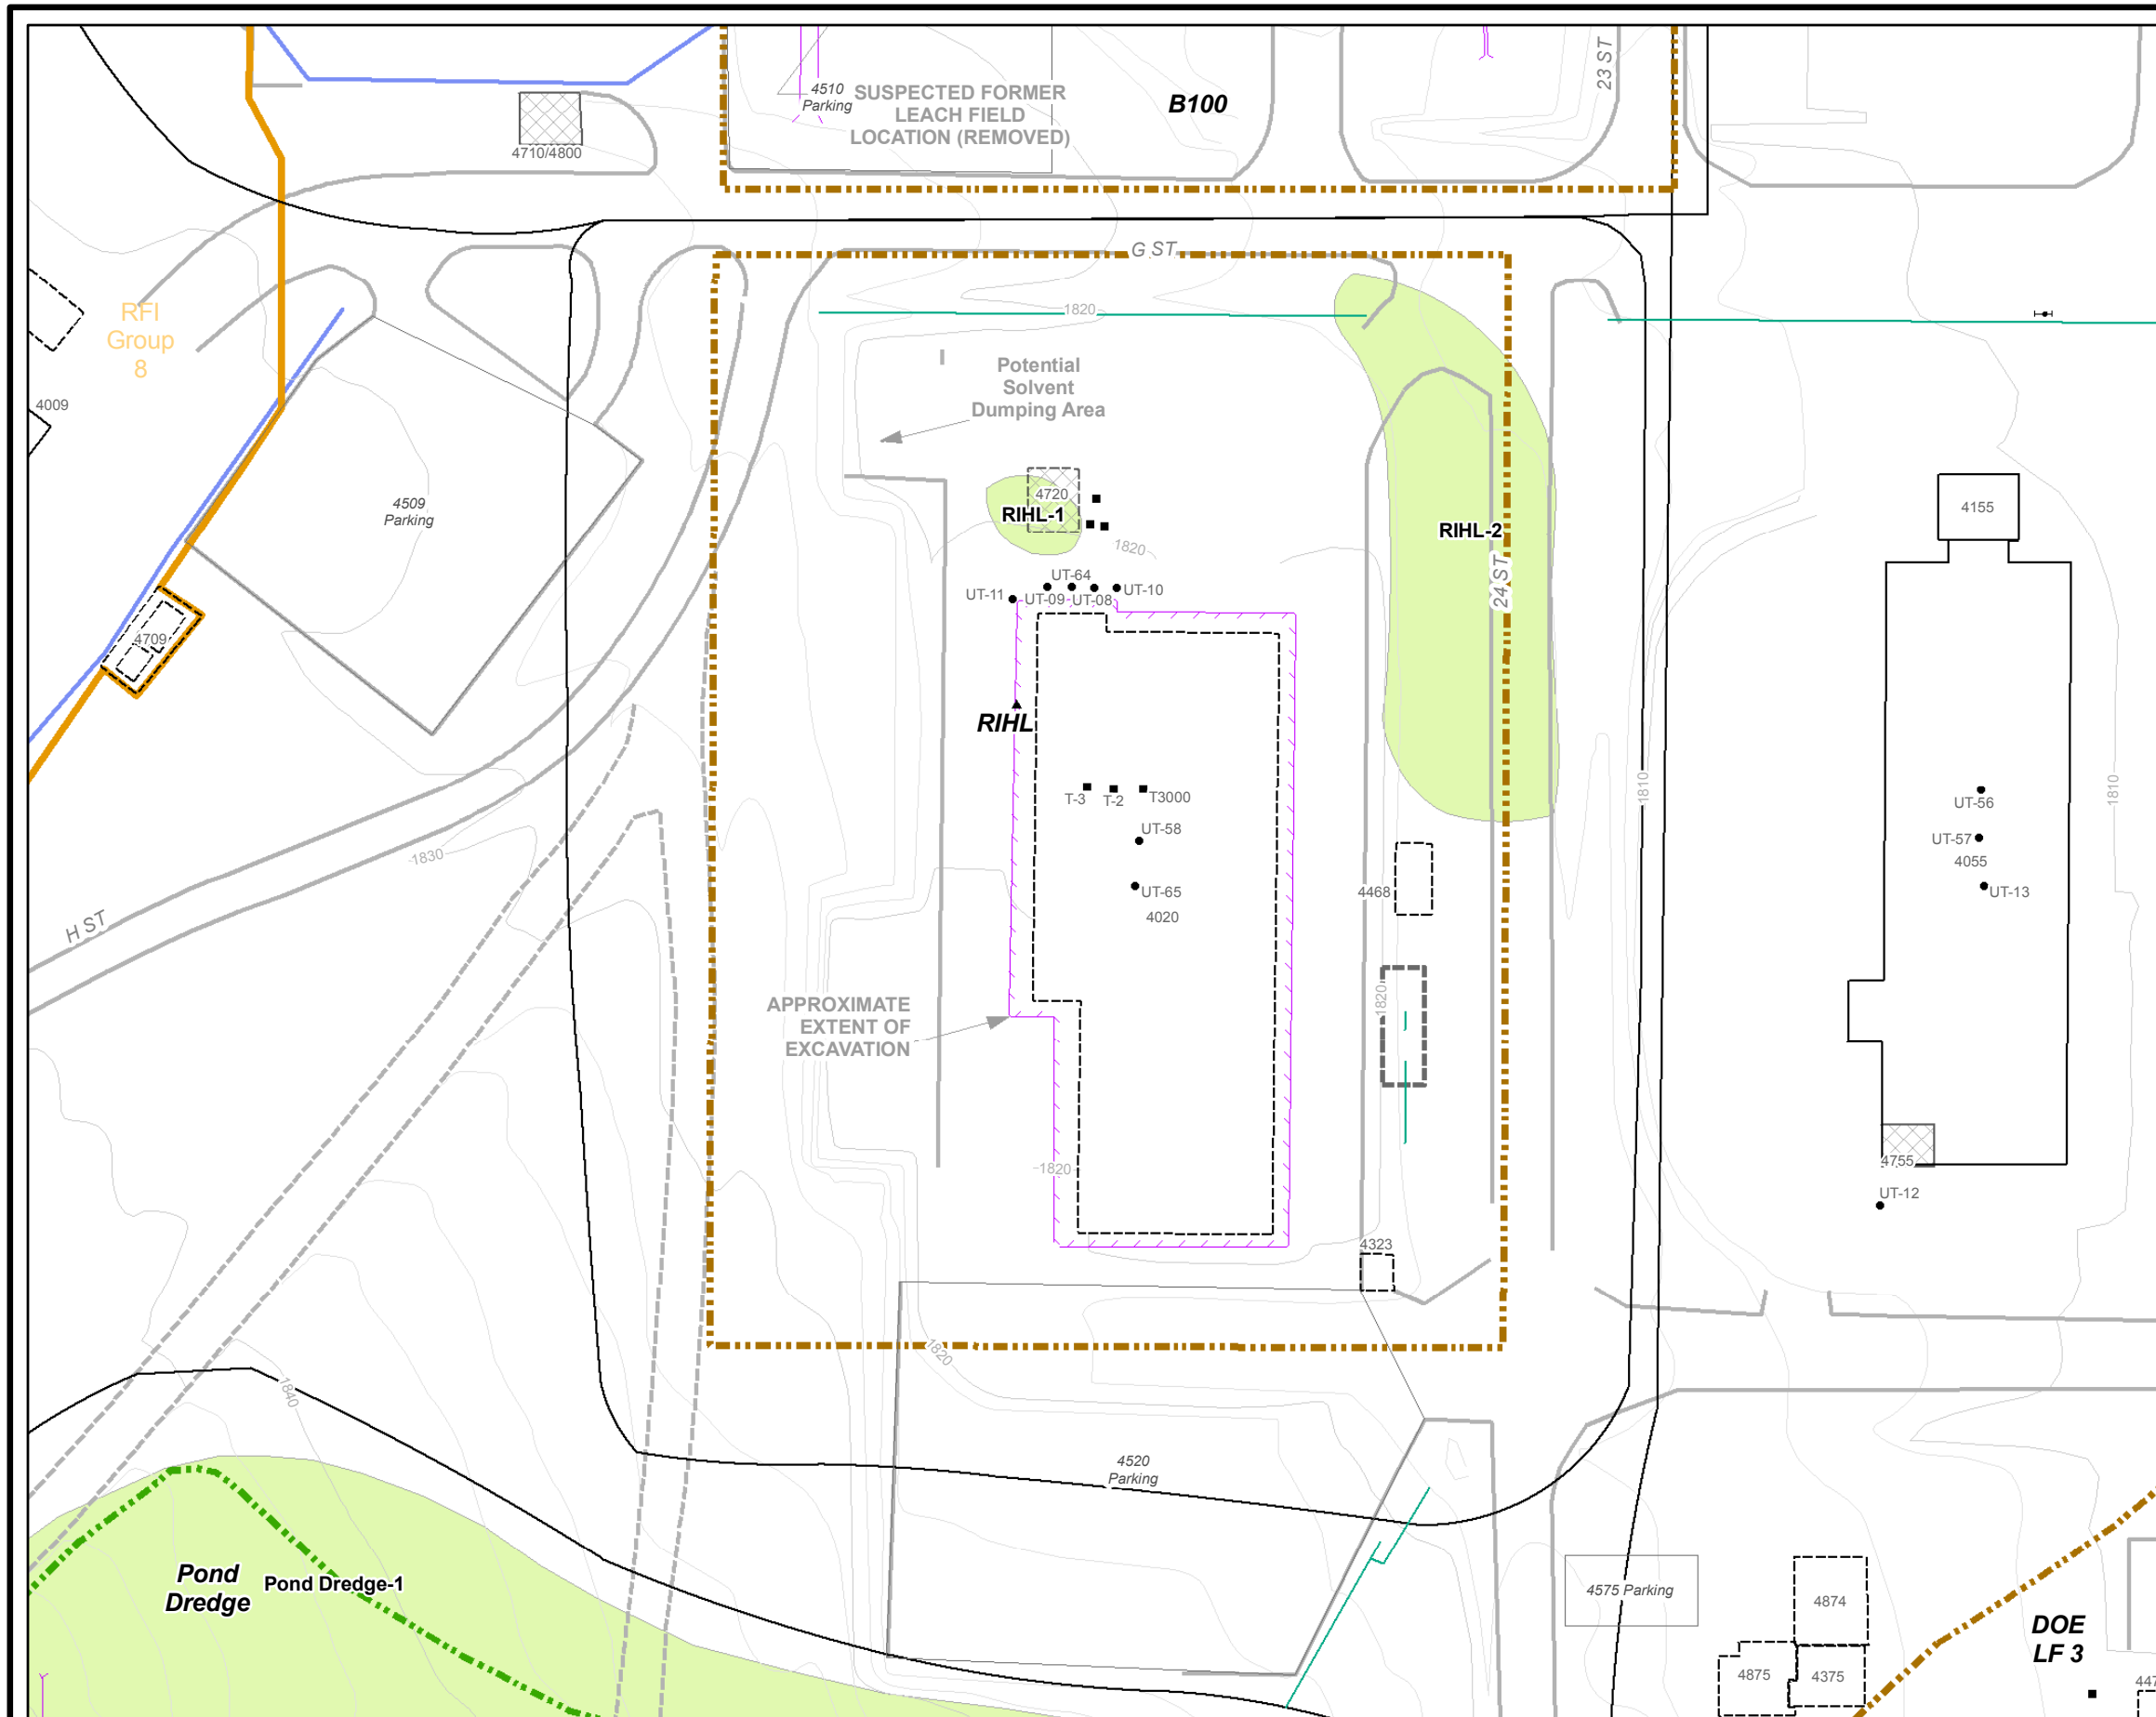 4510
Parking
SUSPECTED FORMER
LEACH FIELD
LOCATION (REMOVED)
B100
23 ST
4710/4800
G ST
RFI
Group
8
1820
4009
Potential
Solvent
Dumping Area
4509
Parking
4720
RIHL-1
RIHL-2
4155
1820
UT-64
UT-11
UT-09
UT-08
UT-10
24 ST
4709
RIHL
T-3
T-2
T3000
1810
1810
UT-56
UT-58
UT-57
1830
4055
UT-65
4468
UT-13
4020
H ST
APPROXIMATE
EXTENT OF
EXCAVATION
1820
1820
4755
UT-12
4323
1820
1840
4520
Parking
Pond
Dredge
Pond Dredge-1
4575 Parking
4874
DOE
LF 3
4875
4375